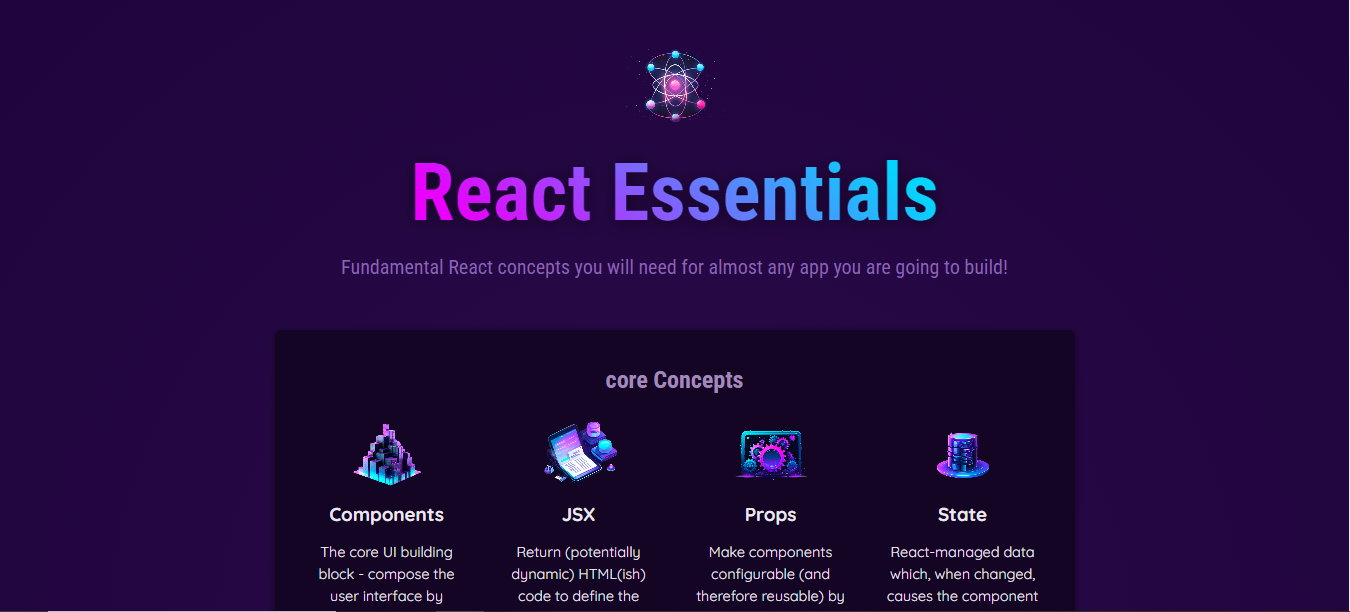 React Essentials
Fundamental React concepts you will need for almost any app you are going to build!
core Concepts
Components
The core UI building
block - compose the
user interface by
JSX
Return (potentially
dynamic) HTML(ish)
code to define the
Props
Make components
configurable (and
therefore reusable) by
State
React-managed data
which, when changed,
causes the component